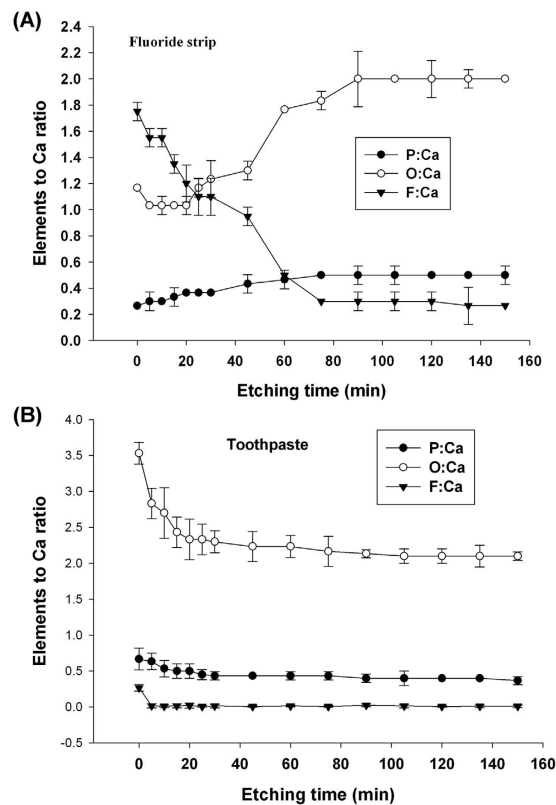 (A)
Fluoride strip
2.2
2.0
1.8
1.6
1.4
1.2
1.0
0.8
0.6
0.4
0.2
0.0
Elements to Ca ratio
P:Ca
O:Ca
F:Ca
0 20 40 60 80 100 120 140 160
Etching time (min)
(B)
Toothpaste
4.0
3.5
3.0
2.5
2.0
1.5
1.0
0.5
0.0
-0.5
Elements to Ca ratio
P:Ca
O:Ca
F:Ca
0 20 40 60 80 100 120 140 160
Etching time (min)